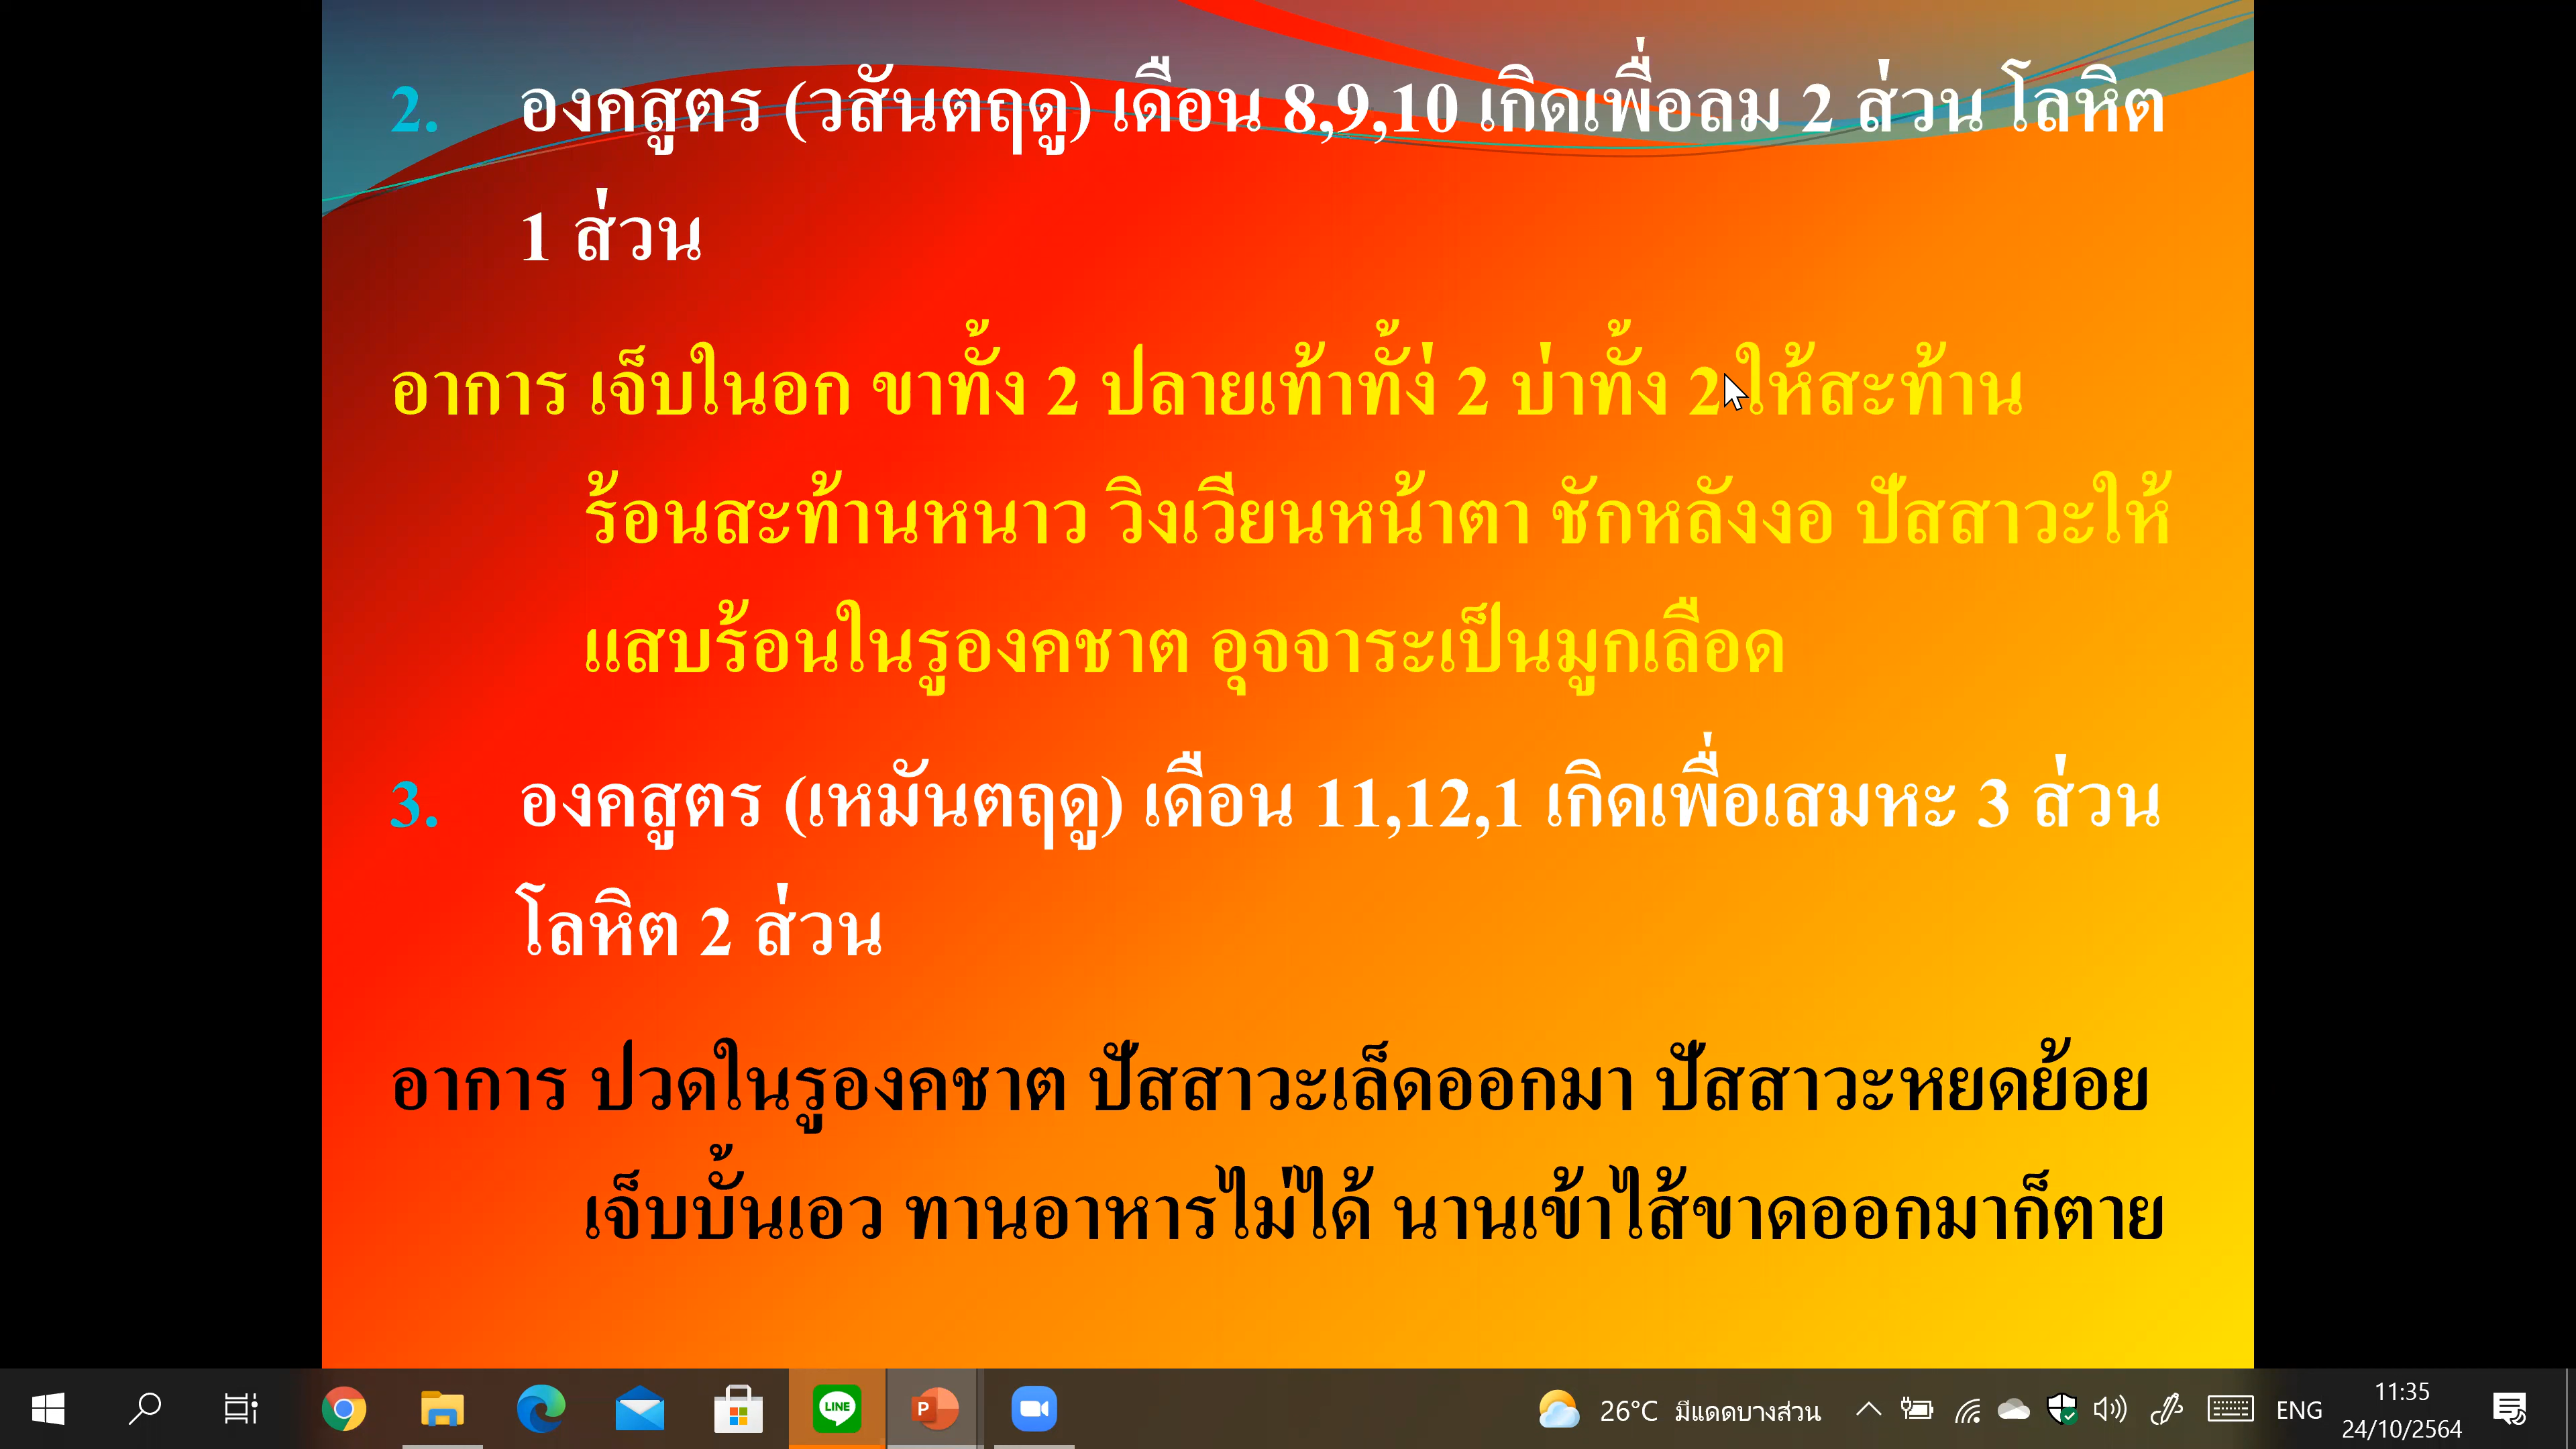 2. องคสูตร (วสันตฤดู) เดือน 8,9,10 เกิดเพื่อลม 2 ส่วน โลหิต
1 ส่วน
อาการ เจ็บในอก ขาทั้ง 2 ปลายเท้าทั้ง่ 2 บ่าทั้ง 2 ให้สะท้าน
ร้อนสะท้านหนาว วิงเวียนหน้าตา ชักหลังงอ ปัสสาวะให้
แสบร้อนในรูองคชาต อุจจาระเป็นมูกเลือด
3. องคสูตร (เหมันตฤดู) เดือน 11,12,1 เกิดเพื่อเสมหะ 3 ส่วน
โลหิต 2 ส่วน
อาการ ปวดในรูองคชาต ปัสสาวะเล็ดออกมา ปัสสาวะหยดย้อย
เจ็บบั้นเอว ทานอาหารไม่ได้ นานเข้าไส้ขาดออกมาก็ตาย
LINE
P
26°C มีแดดบางส่วน
ENG
11:35
24/10/2564